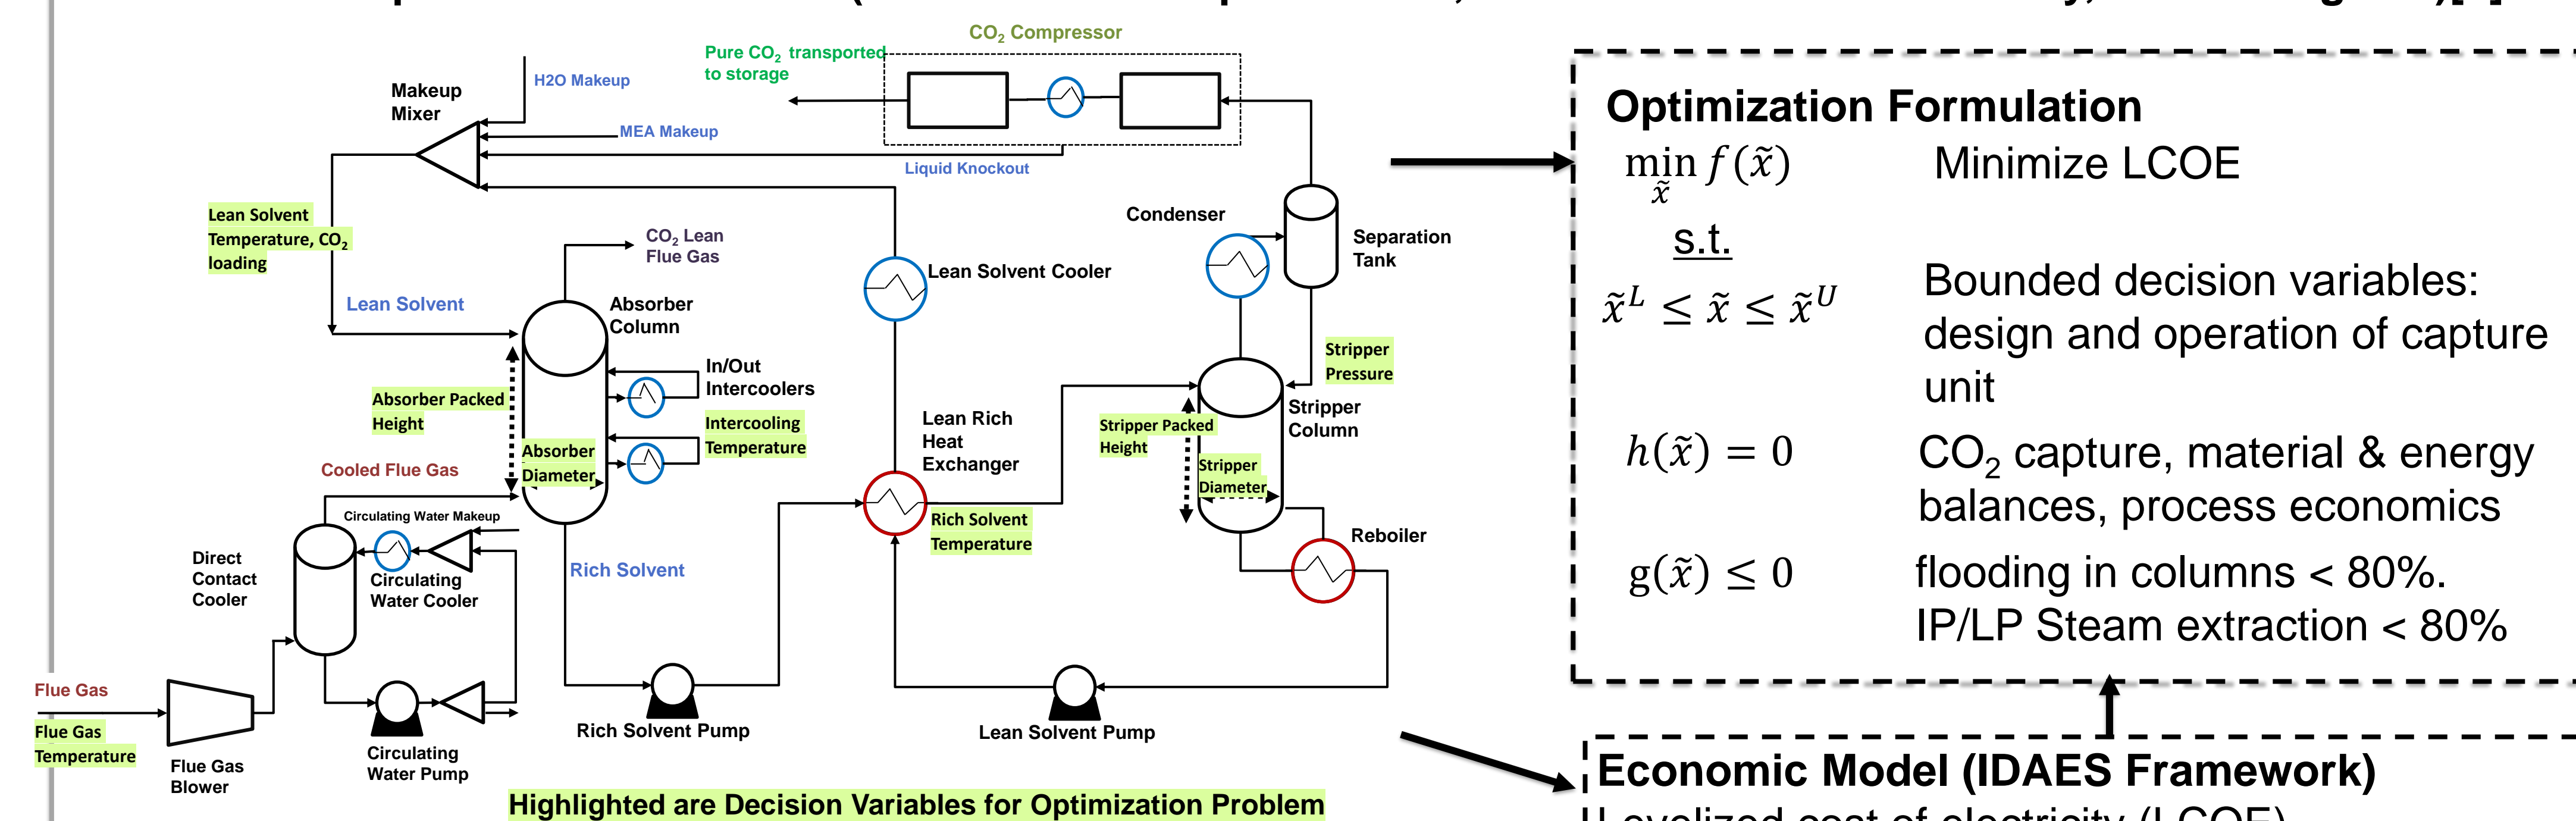 CO₂ Compressor
Pure CO₂ transported
to storage
H2O Makeup
Makeup
Mixer
MEA Makeup
Liquid Knockout
Lean Solvent
Temperature, CO₂
loading
CO₂ Lean
Flue Gas
Condenser
Separation
Tank
Lean Solvent Cooler
Lean Solvent
Absorber
Column
In/Out
Intercoolers
Stripper
Pressure
Absorber Packed
Height
Intercooling
Temperature
Lean Rich
Heat
Exchanger
Stripper Packed
Height
Stripper
Column
Absorber
Diameter
Stripper
Diameter
Cooled Flue Gas
Circulating Water Makeup
Rich Solvent
Temperature
Reboiler
Direct
Contact
Cooler
Circulating
Water Cooler
Rich Solvent
Flue Gas
Flue Gas
Temperature
Flue Gas
Blower
Circulating
Water Pump
Rich Solvent Pump
Lean Solvent Pump
Highlighted are Decision Variables for Optimization Problem
Optimization Formulation
min f(x̃) Minimize LCOE
x̃
s.t.
x̃ᴸ ≤ x̃ ≤ x̃ᵁ
Bounded decision variables:
design and operation of capture
unit
h(x̃) = 0
CO₂ capture, material & energy
balances, process economics
g(x̃) ≤ 0
flooding in columns < 80%.
IP/LP Steam extraction < 80%
Economic Model (IDAES Framework)
Levelized cost of electricity (LCOE)